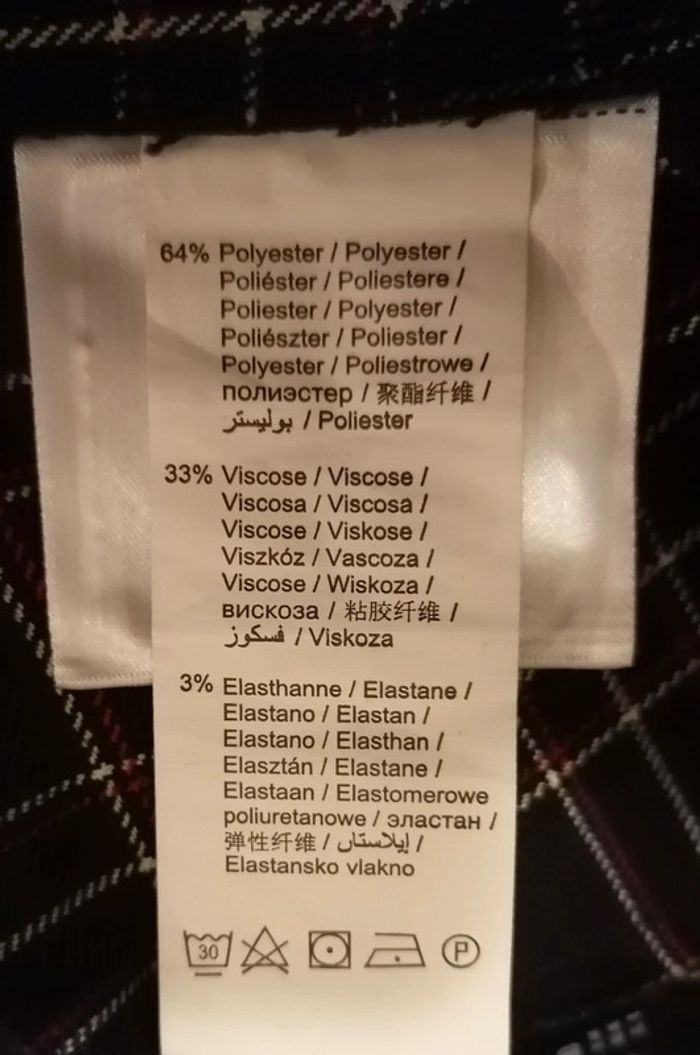 64% Polyester / Polyester /
Poliéster / Poliestere /
Poliester / Polyester /
Poliészter / Poliester /
Polyester / Poliestrowe /
полиэстер / 聚酯纤维 /
بوليستر / Poliester
33% Viscose / Viscose /
Viscosa / Viscosa /
Viscose / Viskose /
Viszkóz / Vascoza /
Viscose / Wiskoza /
вискоза / 粘胶纤维 /
فسكوز / Viskoza
3% Elasthanne / Elastane /
Elastano / Elastan /
Elastano / Elasthan /
Elasztán / Elastane /
Elastaan / Elastomerowe
poliuretanowe / эластан /
弹性纤维 / إيلاستان /
Elastansko vlakno
30 P